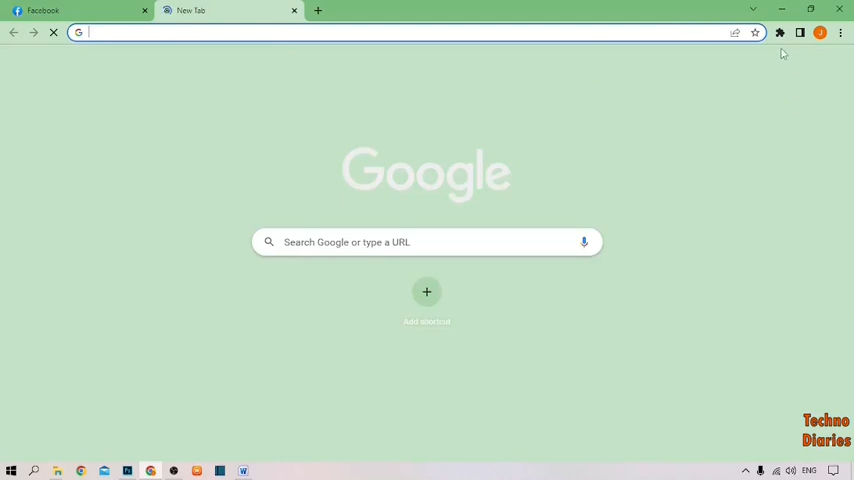 Facebook
New Tab
G
Google
Search Google or type a URL
Add shortcut
J
Techno
Diaries
W
ENG